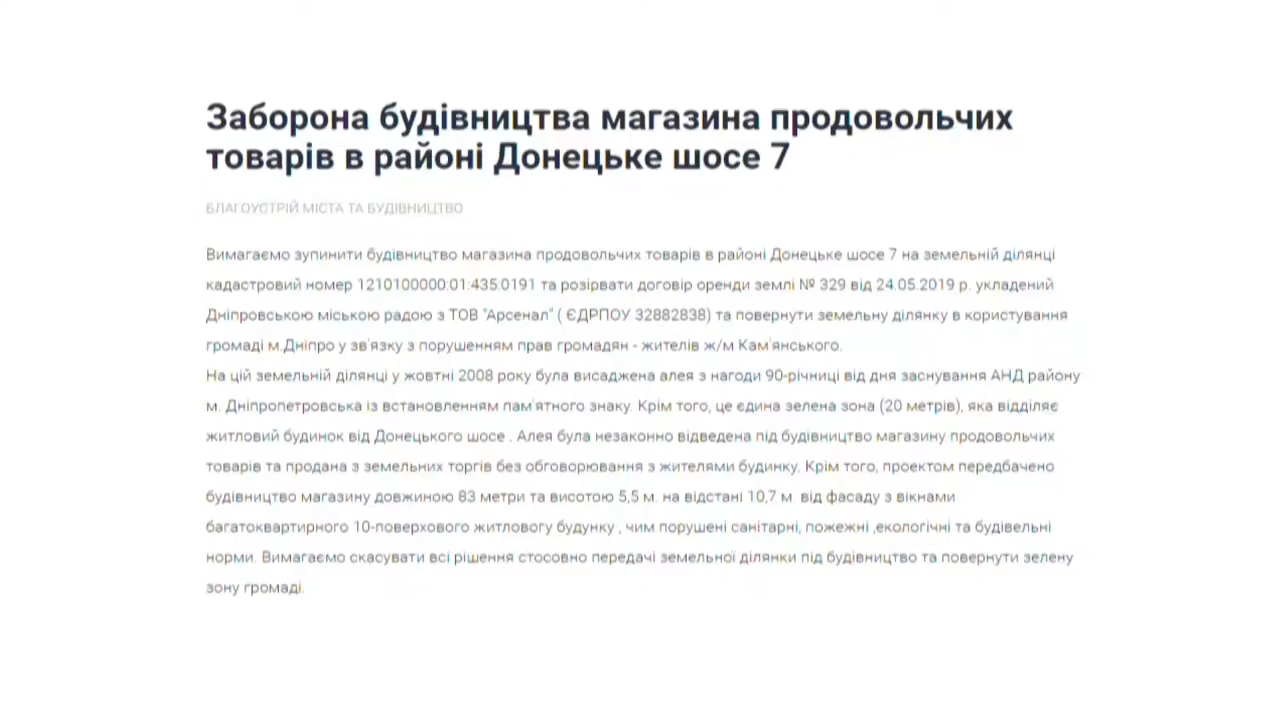 Заборона будівництва магазина продовольчих
товарів в районі Донецьке шосе 7
БЛАГОУСТРІЙ МІСТА ТА БУДІВНИЦТВО
Вимагаємо зупинити будівництво магазина продовольчих товарів в районі Донецьке шосе 7 на земельній ділянці
кадастровий номер 1210100000:01:435:0191 та розірвати договір оренди землі № 329 від 24.05.2019 р. укладений
Дніпровською міською радою з ТОВ "Арсенал" ( ЄДРПОУ 32882838) та повернути земельну ділянку в користування
громаді м.Дніпро у зв'язку з порушенням прав громадян - жителів ж/м Кам'янського.
На цій земельній ділянці у жовтні 2008 року була висаджена алея з нагоди 90-річниці від дня заснування АНД району
м. Дніпропетровська із встановленням пам'ятного знаку. Крім того, це єдина зелена зона (20 метрів), яка відділяє
житловий будинок від Донецького шосе . Алея була незаконно відведена під будівництво магазину продовольчих
товарів та продана з земельних торгів без обговорювання з жителями будинку. Крім того, проектом передбачено
будівництво магазину довжиною 83 метри та висотою 5,5 м. на відстані 10,7 м. від фасаду з вікнами
багатоквартирного 10-поверхового житловогу будунку , чим порушені санітарні, пожежні ,екологічні та будівельні
норми. Вимагаємо скасувати всі рішення стосовно передачі земельної ділянки під будівництво та повернути зелену
зону громаді.